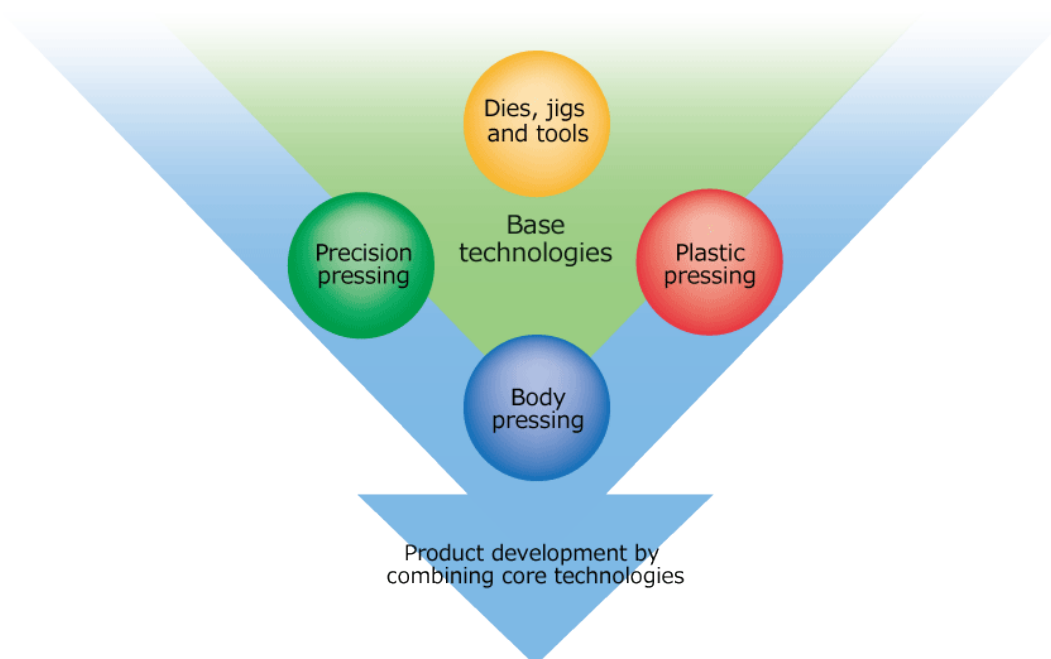 Dies, jigs
and tools
Base
technologies
Precision
pressing
Plastic
pressing
Body
pressing
Product development by
combining core technologies